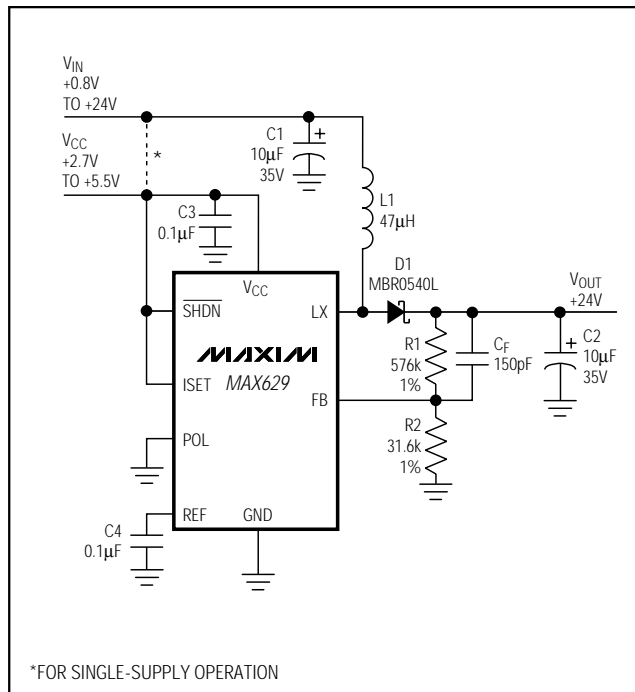 VIN
+0.8V
TO +24V
VCC
+2.7V
TO +5.5V
*
C1
10µF
35V
+
L1
47µH
C3
0.1µF
D1
MBR0540L
VOUT
+24V
VCC
SHDN
LX
MAXIM
MAX629
ISET
FB
POL
REF
GND
R1
576k
1%
CF
150pF
+
C2
10µF
35V
R2
31.6k
1%
C4
0.1µF
*FOR SINGLE-SUPPLY OPERATION